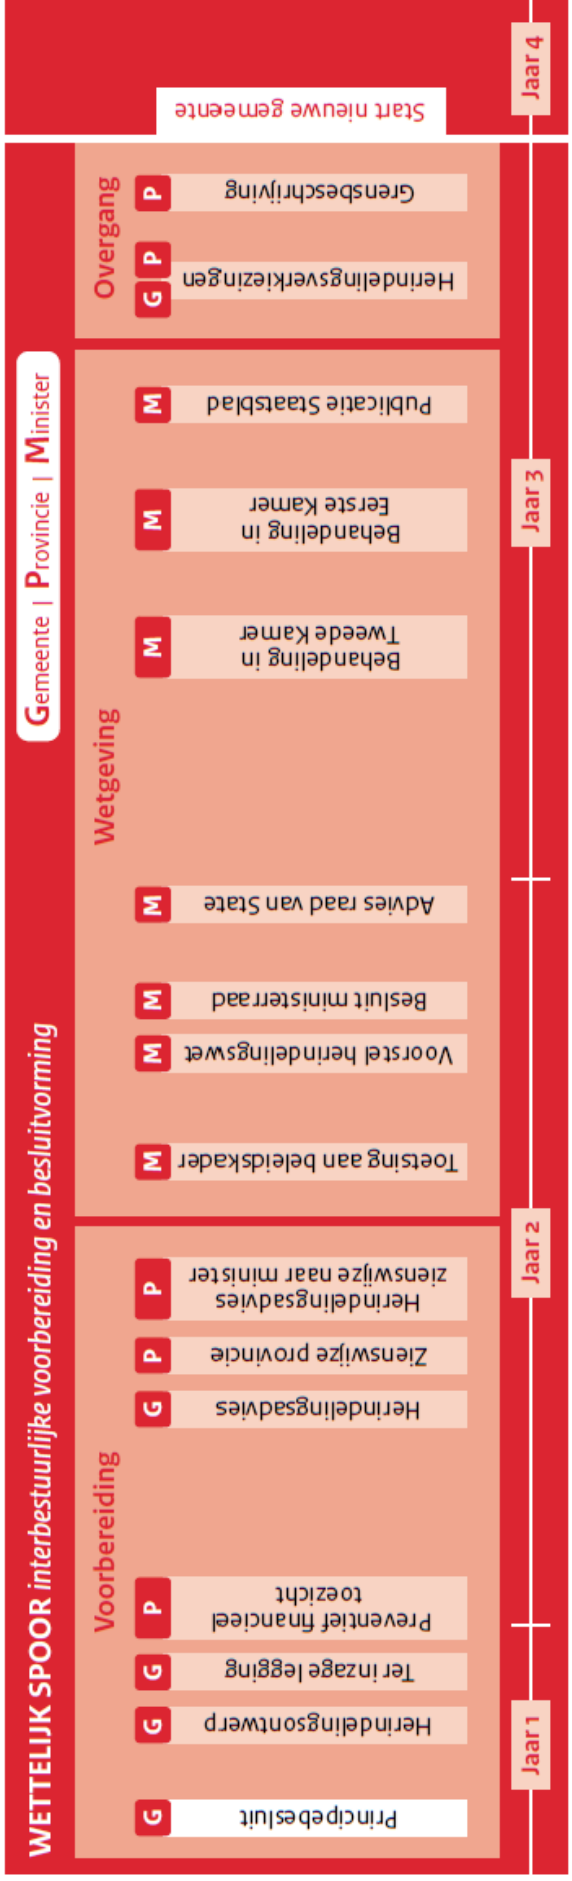 WETTELIJK SPOOR interbestuurlijke voorbereiding en besluitvorming
Gemeente | Provincie | Minister
Voorbereiding
G
Principebesluit
G
Herindelingsontwerp
G
Ter inzage legging
P
Preventief financieel
toezicht
G
Herindelingsadvies
P
Zienswijze provincie
P
Herindelingsadvies
zienswijze naar minister
Wetgeving
M
Toetsing aan beleidskader
M
Voorstel herindelingswet
M
Besluit ministerraad
M
Advies raad van State
M
Behandeling in
Tweede Kamer
M
Behandeling in
Eerste Kamer
M
Publicatie Staatsblad
Overgang
G P
Herindelingsverkiezingen
P
Grensbeschrijving
Start nieuwe gemeente
Jaar 1
Jaar 2
Jaar 3
Jaar 4